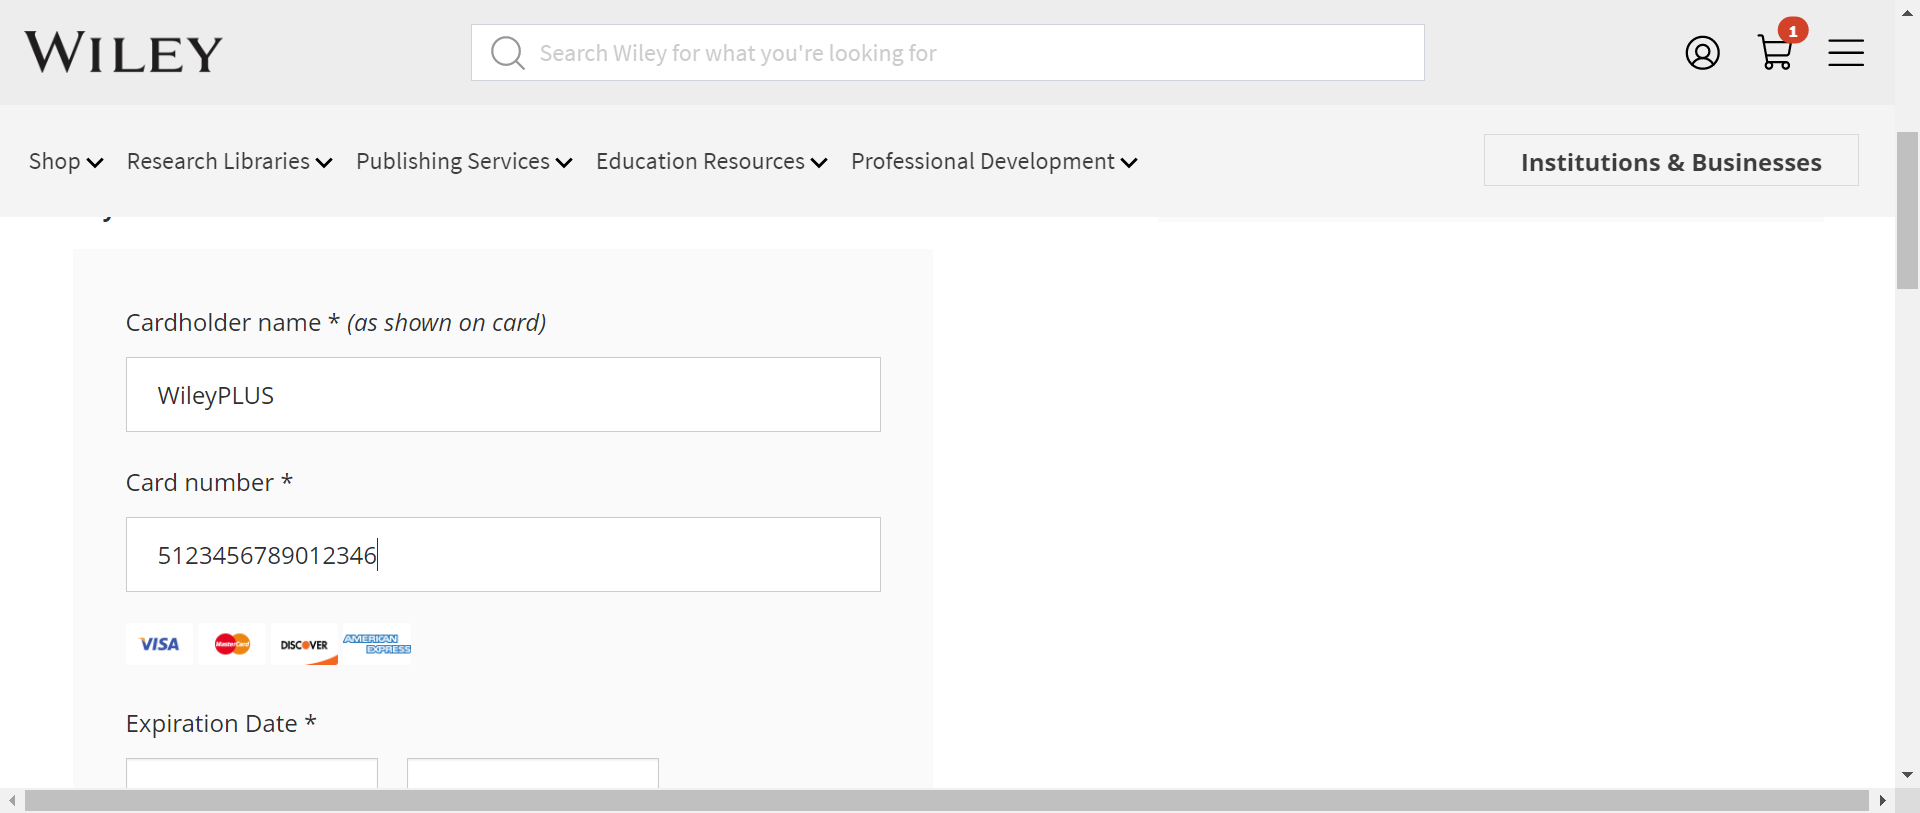 WILEY
Search Wiley for what you're looking for
1
Shop
Research Libraries
Publishing Services
Education Resources
Professional Development
Institutions & Businesses
Cardholder name * (as shown on card)
WileyPLUS
Card number *
5123456789012346
VISA
MasterCard
DISCOVER
AMERICAN
EXPRESS
Expiration Date *